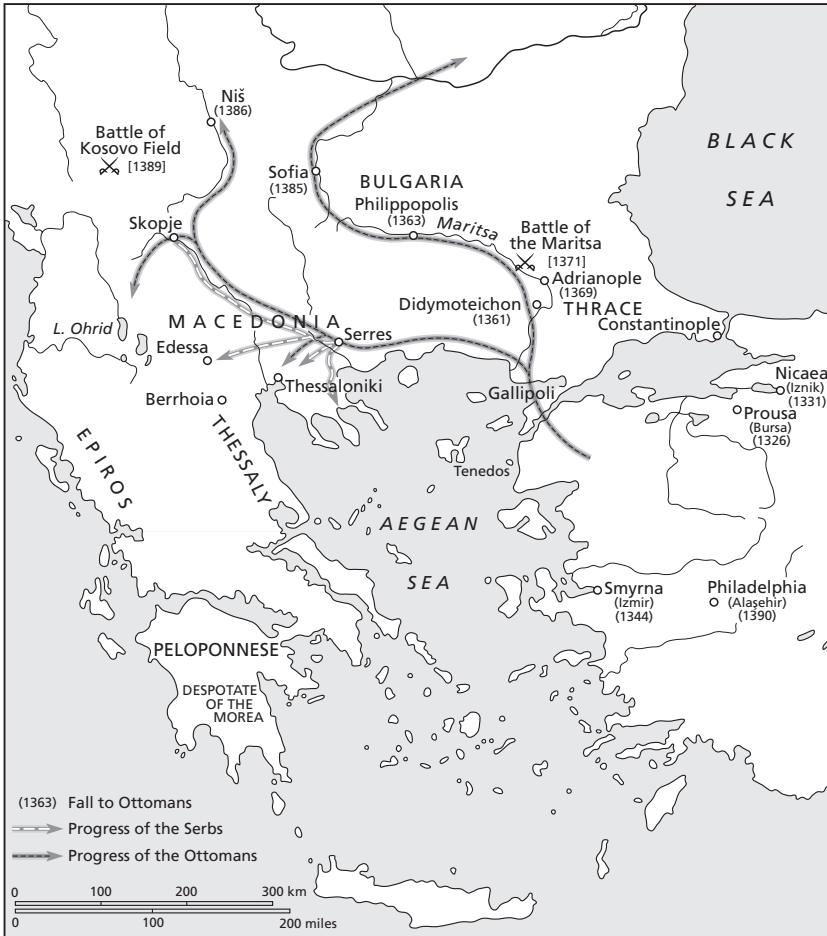 Niš
(1386)
Battle of
Kosovo Field
[1389]
BLACK
SEA
Sofia
(1385)
BULGARIA
Philippopolis
(1363)
Maritsa
Battle of
the Maritsa
[1371]
Skopje
Adrianople
(1369)
Didymoteichon
(1361)
THRACE
Constantinople
L. Ohrid
MACEDONIA
Serres
Edessa
Thessaloniki
Gallipoli
Nicaea
(Iznik)
(1331)
Berrhoia
Prousa
(Bursa)
(1326)
EPIROS
THESSALY
Tenedos
AEGEAN
SEA
Smyrna
(Izmir)
(1344)
Philadelphia
(Alaşehir)
(1390)
PELOPONNESE
DESPOTATE
OF THE
MOREA
(1363) Fall to Ottomans
Progress of the Serbs
Progress of the Ottomans
0 100 200 300 km
0 100 200 miles